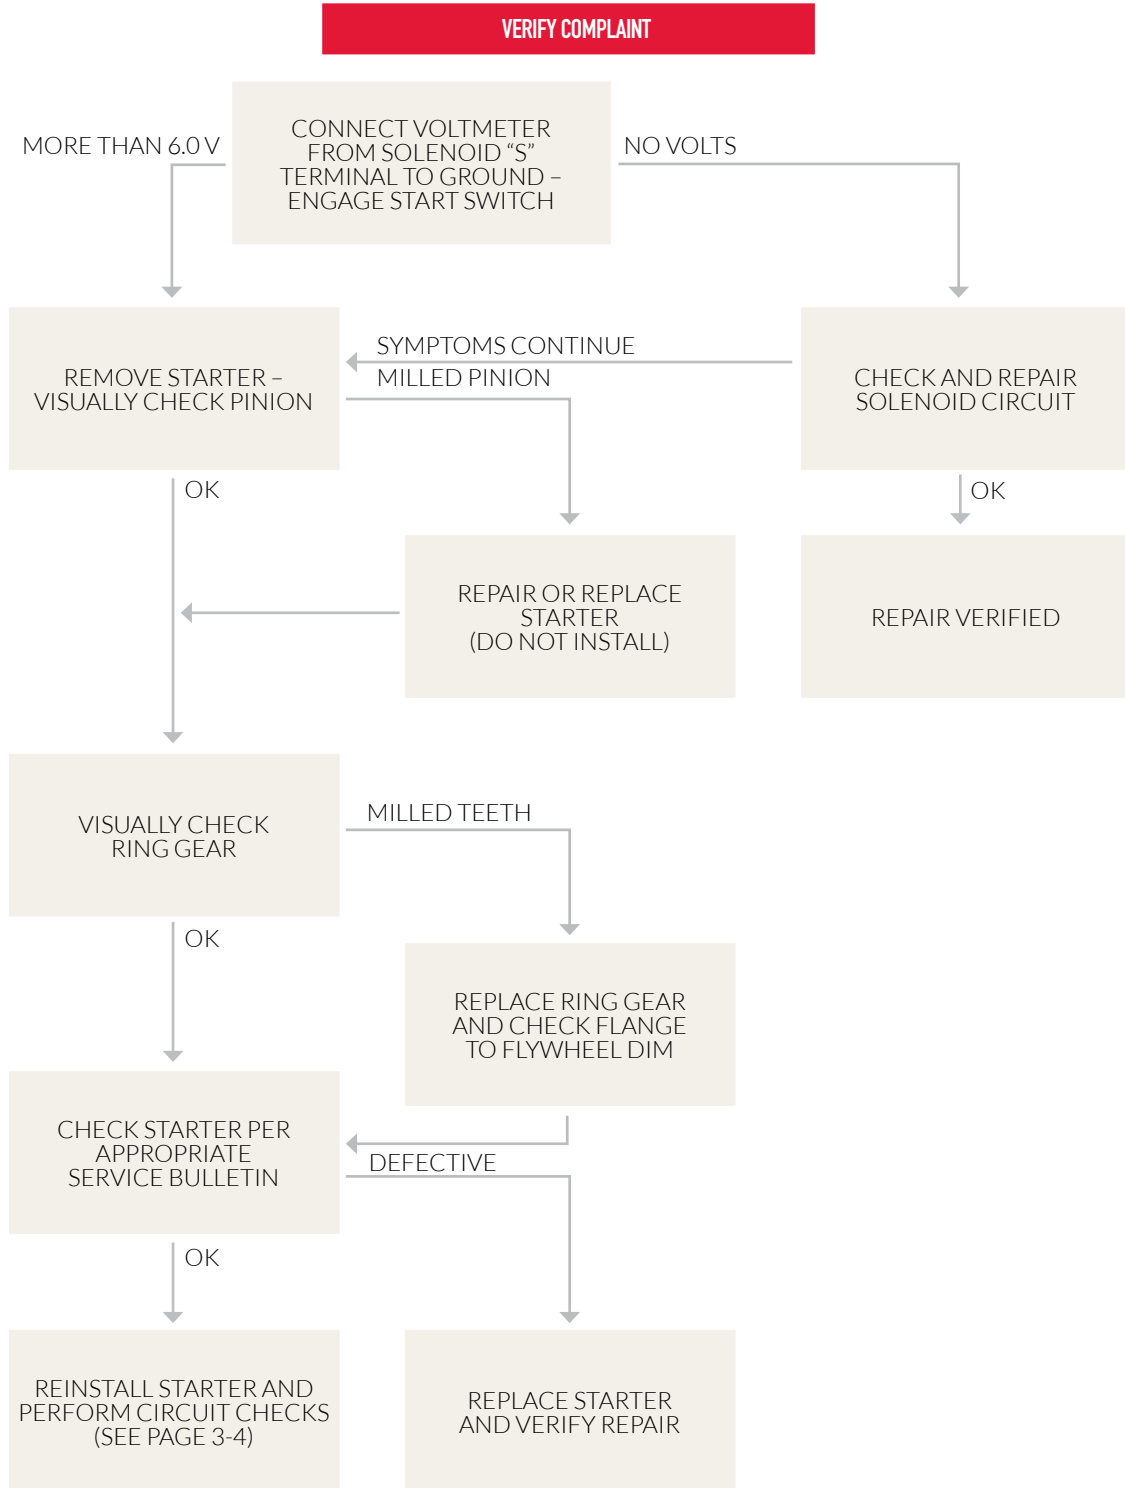 VERIFY COMPLAINT
MORE THAN 6.0 V
CONNECT VOLTMETER
FROM SOLENOID “S”
TERMINAL TO GROUND –
ENGAGE START SWITCH
NO VOLTS
REMOVE STARTER –
VISUALLY CHECK PINION
SYMPTOMS CONTINUE
MILLED PINION
CHECK AND REPAIR
SOLENOID CIRCUIT
OK
OK
REPAIR OR REPLACE
STARTER
(DO NOT INSTALL)
REPAIR VERIFIED
VISUALLY CHECK
RING GEAR
MILLED TEETH
OK
REPLACE RING GEAR
AND CHECK FLANGE
TO FLYWHEEL DIM
CHECK STARTER PER
APPROPRIATE
SERVICE BULLETIN
DEFECTIVE
OK
REINSTALL STARTER AND
PERFORM CIRCUIT CHECKS
(SEE PAGE 3-4)
REPLACE STARTER
AND VERIFY REPAIR